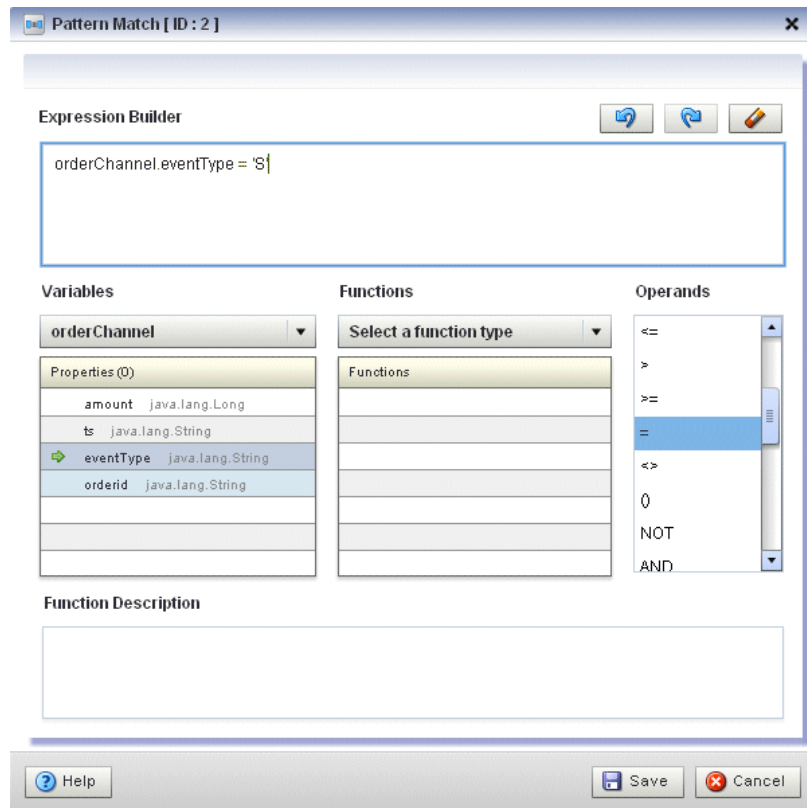 Pattern Match [ ID : 2 ]
Expression Builder
orderChannel.eventType = 'S'
Variables Functions Operands
orderChannel Select a function type
Properties (0) Functions
amount java.lang.Long
ts java.lang.String
eventType java.lang.String
orderid java.lang.String
<=
>
>=
=
<>
()
NOT
AND
Function Description
Help Save Cancel